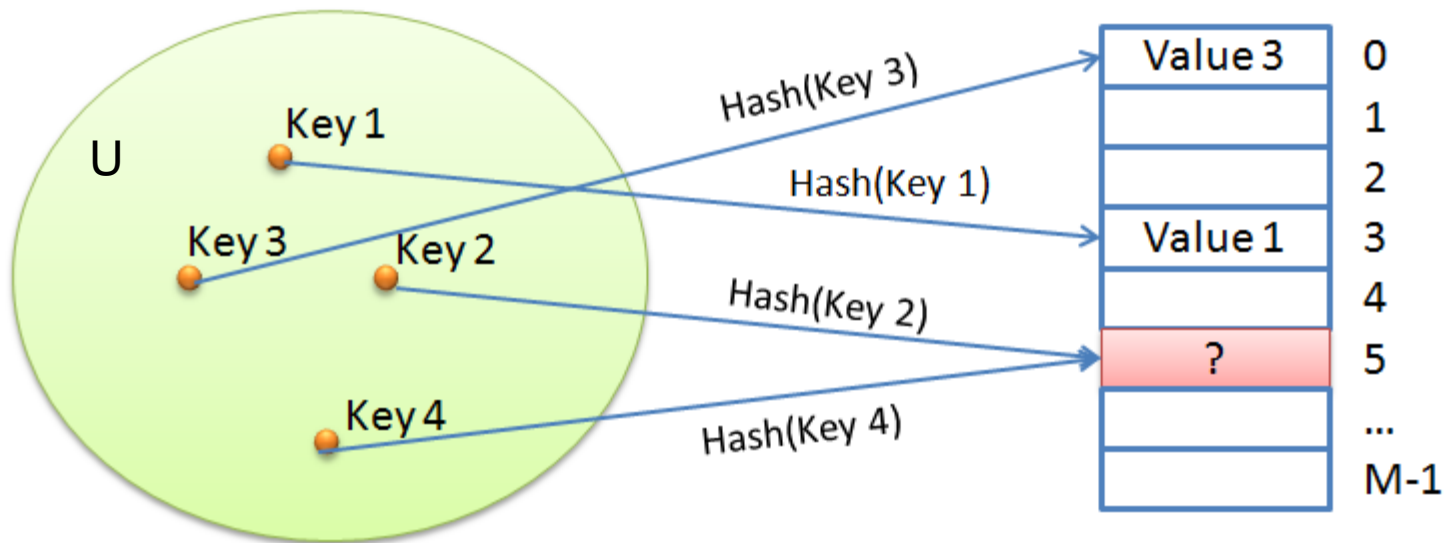 U
Key 1
Key 3
Key 2
Key 4
Hash(Key 3)
Hash(Key 1)
Hash(Key 2)
Hash(Key 4)
Value 3 0
1
2
Value 1 3
4
? 5
...
M-1